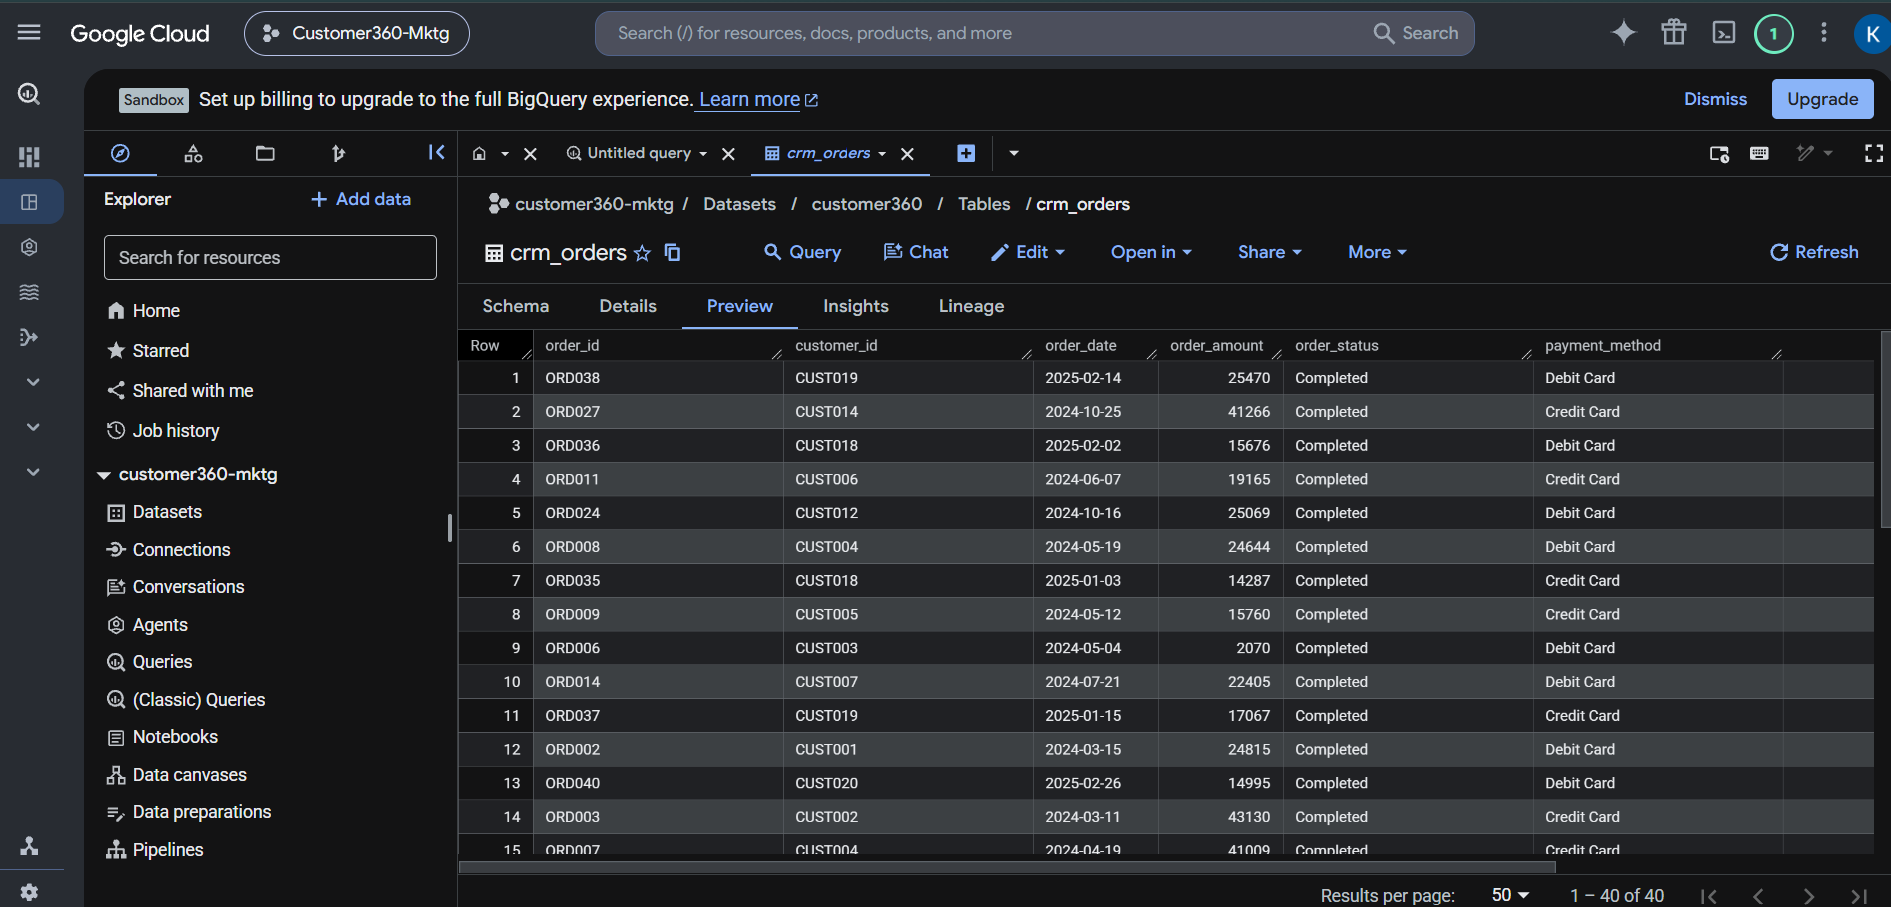 Google Cloud Customer360-Mktg Search (/) for resources, docs, products, and more Search 1 K
Sandbox Set up billing to upgrade to the full BigQuery experience. Learn more Dismiss Upgrade
Untitled query crm_orders
Explorer + Add data
customer360-mktg / Datasets / customer360 / Tables / crm_orders
Search for resources
crm_orders Query Chat Edit Open in Share More Refresh
Home
Starred
Shared with me
Job history
customer360-mktg
Datasets
Connections
Conversations
Agents
Queries
(Classic) Queries
Notebooks
Data canvases
Data preparations
Pipelines
Schema Details Preview Insights Lineage
Row order_id customer_id order_date order_amount order_status payment_method
1 ORD038 CUST019 2025-02-14 25470 Completed Debit Card
2 ORD027 CUST014 2024-10-25 41266 Completed Credit Card
3 ORD036 CUST018 2025-02-02 15676 Completed Debit Card
4 ORD011 CUST006 2024-06-07 19165 Completed Credit Card
5 ORD024 CUST012 2024-10-16 25069 Completed Debit Card
6 ORD008 CUST004 2024-05-19 24644 Completed Debit Card
7 ORD035 CUST018 2025-01-03 14287 Completed Credit Card
8 ORD009 CUST005 2024-05-12 15760 Completed Credit Card
9 ORD006 CUST003 2024-05-04 2070 Completed Debit Card
10 ORD014 CUST007 2024-07-21 22405 Completed Debit Card
11 ORD037 CUST019 2025-01-15 17067 Completed Credit Card
12 ORD002 CUST001 2024-03-15 24815 Completed Debit Card
13 ORD040 CUST020 2025-02-26 14995 Completed Debit Card
14 ORD003 CUST002 2024-03-11 43130 Completed Credit Card
15 ORD007 CUST004 2024-04-19 41009 Completed Credit Card
Results per page: 50 1 – 40 of 40